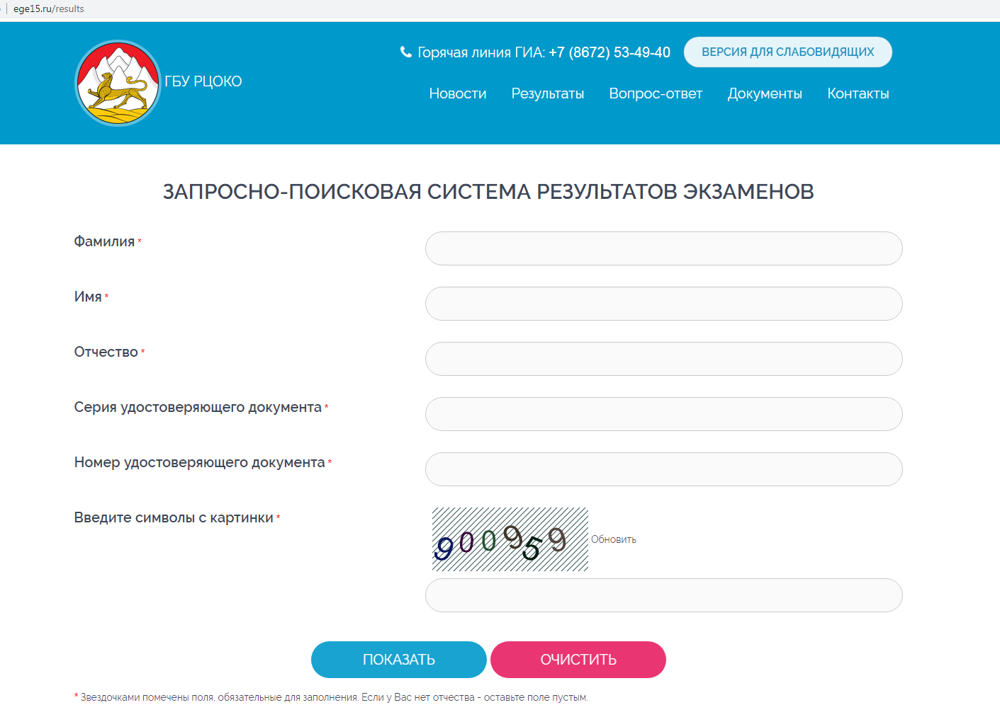 ege15.ru/results
Горячая линия ГИА: +7 (8672) 53-49-40
ВЕРСИЯ ДЛЯ СЛАБОВИДЯЩИХ
ГБУ РЦОКО
Новости Результаты Вопрос-ответ Документы Контакты
ЗАПРОСНО-ПОИСКОВАЯ СИСТЕМА РЕЗУЛЬТАТОВ ЭКЗАМЕНОВ
Фамилия *
Имя *
Отчество *
Серия удостоверяющего документа *
Номер удостоверяющего документа *
Введите символы с картинки *
900959
Обновить
ПОКАЗАТЬ ОЧИСТИТЬ
* Звездочками помечены поля, обязательные для заполнения. Если у Вас нет отчества - оставьте поле пустым.